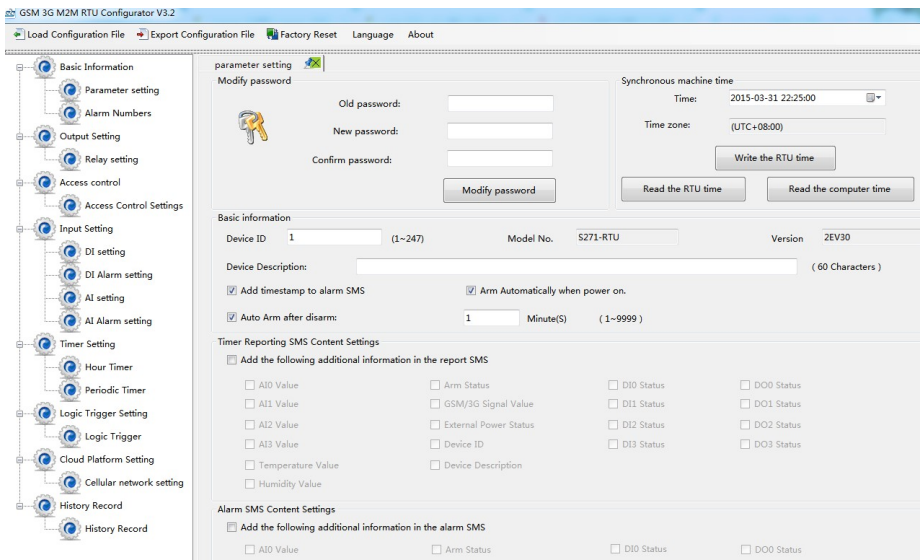 GSM 3G M2M RTU Configurator V3.2
Load Configuration File Export Configuration File Factory Reset Language About
Basic Information
Parameter setting
Alarm Numbers
Output Setting
Relay setting
Access control
Access Control Settings
Input Setting
DI setting
DI Alarm setting
AI setting
AI Alarm setting
Timer Setting
Hour Timer
Periodic Timer
Logic Trigger Setting
Logic Trigger
Cloud Platform Setting
Cellular network setting
History Record
History Record
parameter setting
Modify password
Old password:
New password:
Confirm password:
Modify password
Synchronous machine time
Time: 2015-03-31 22:25:00
Time zone: (UTC+08:00)
Write the RTU time
Read the RTU time Read the computer time
Basic information
Device ID 1 (1~247) Model No. S271-RTU Version 2EV30
Device Description: ( 60 Characters )
Add timestamp to alarm SMS Arm Automatically when power on.
Auto Arm after disarm: 1 Minute(S) ( 1~9999 )
Timer Reporting SMS Content Settings
Add the following additional information in the report SMS
AI0 Value Arm Status DI0 Status DO0 Status
AI1 Value GSM/3G Signal Value DI1 Status DO1 Status
AI2 Value External Power Status DI2 Status DO2 Status
AI3 Value Device ID DI3 Status DO3 Status
Temperature Value Device Description
Humidity Value
Alarm SMS Content Settings
Add the following additional information in the alarm SMS
AI0 Value Arm Status DI0 Status DO0 Status